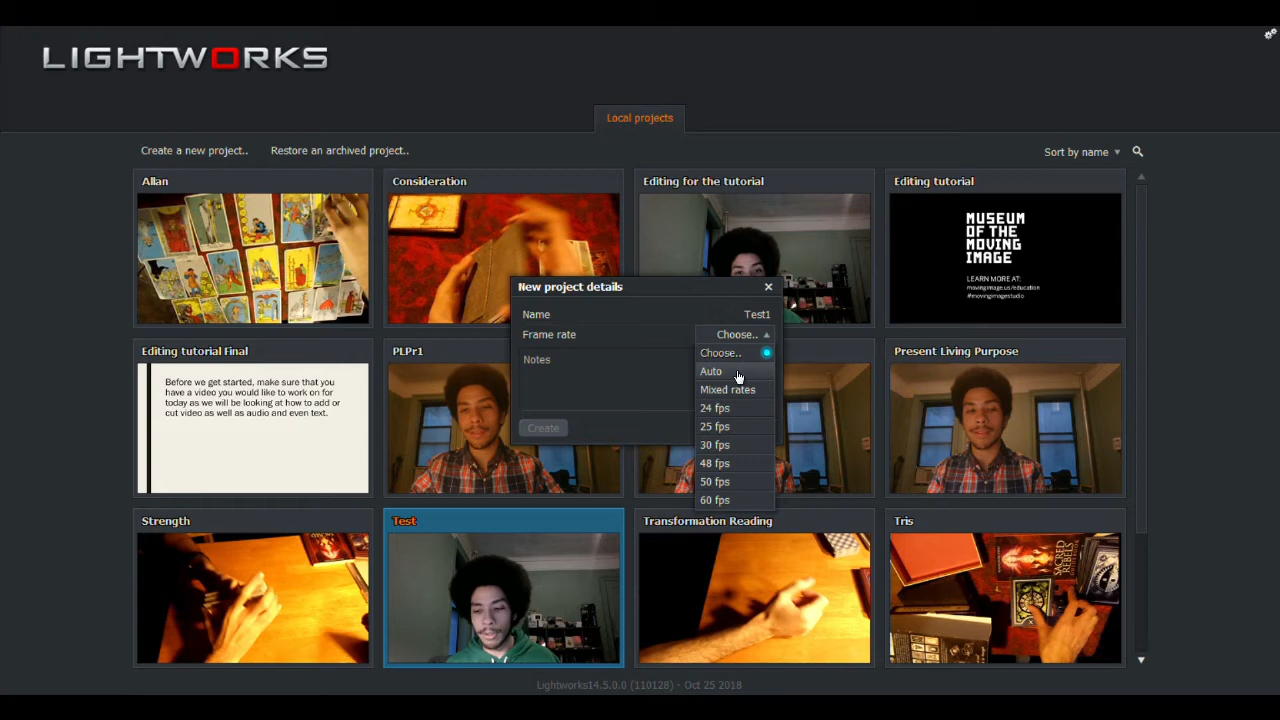 LIGHTWORKS
Local projects
Create a new project..
Restore an archived project..
Sort by name
Allan
Consideration
Editing for the tutorial
Editing tutorial
MUSEUM
OF THE
MOVING
IMAGE
LEARN MORE AT:
movingimage.us/education
#movingimagestudio
New project details
Name
Test1
Frame rate
Choose..
Notes
Choose..
Auto
Mixed rates
24 fps
25 fps
30 fps
48 fps
50 fps
60 fps
Create
Editing tutorial Final
Before we get started, make sure that you
have a video you would like to work on for
today as we will be looking at how to add or
cut video as well as audio and even text.
PLPr1
Present Living Purpose
Strength
Test
Transformation Reading
Tris
SACRED
REBELS
Lightworks14.5.0.0 (110128) - Oct 25 2018